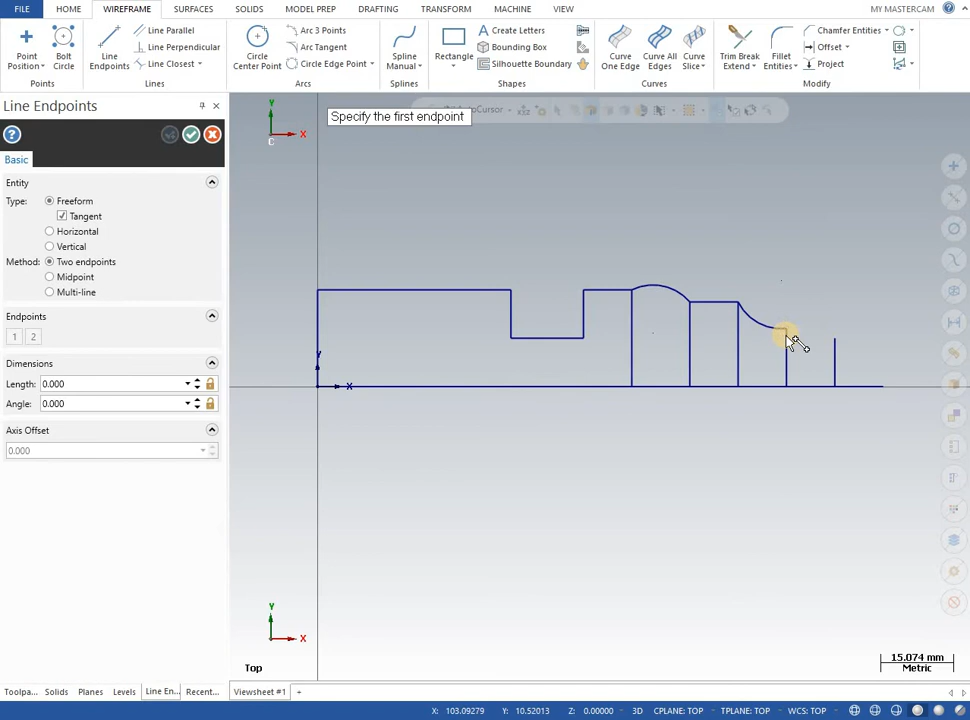 FILE HOME WIREFRAME SURFACES SOLIDS MODEL PREP DRAFTING TRANSFORM MACHINE VIEW MY MASTERCAM
Point Position Bolt Circle Points
Line Endpoints Line Parallel Line Perpendicular Line Closest Lines
Circle Center Point Arc 3 Points Arc Tangent Circle Edge Point Arcs
Spline Manual Splines
Rectangle Create Letters Bounding Box Silhouette Boundary Shapes
Curve One Edge Curve All Edges Curve Slice Curves
Trim Break Extend Fillet Entities Chamfer Entities Offset Project Modify
Line Endpoints
Basic
Entity
Type: Freeform
Tangent
Horizontal
Vertical
Method: Two endpoints
Midpoint
Multi-line
Endpoints
1 2
Dimensions
Length: 0.000
Angle: 0.000
Axis Offset
0.000
Specify the first endpoint
Y
X
C
Y
X
Y
X
Top
15.074 mm
Metric
Toolpa... Solids Planes Levels Line En... Recent... Viewsheet #1 +
X: 103.09279 Y: 10.52013 Z: 0.00000 3D CPLANE: TOP TPLANE: TOP WCS: TOP